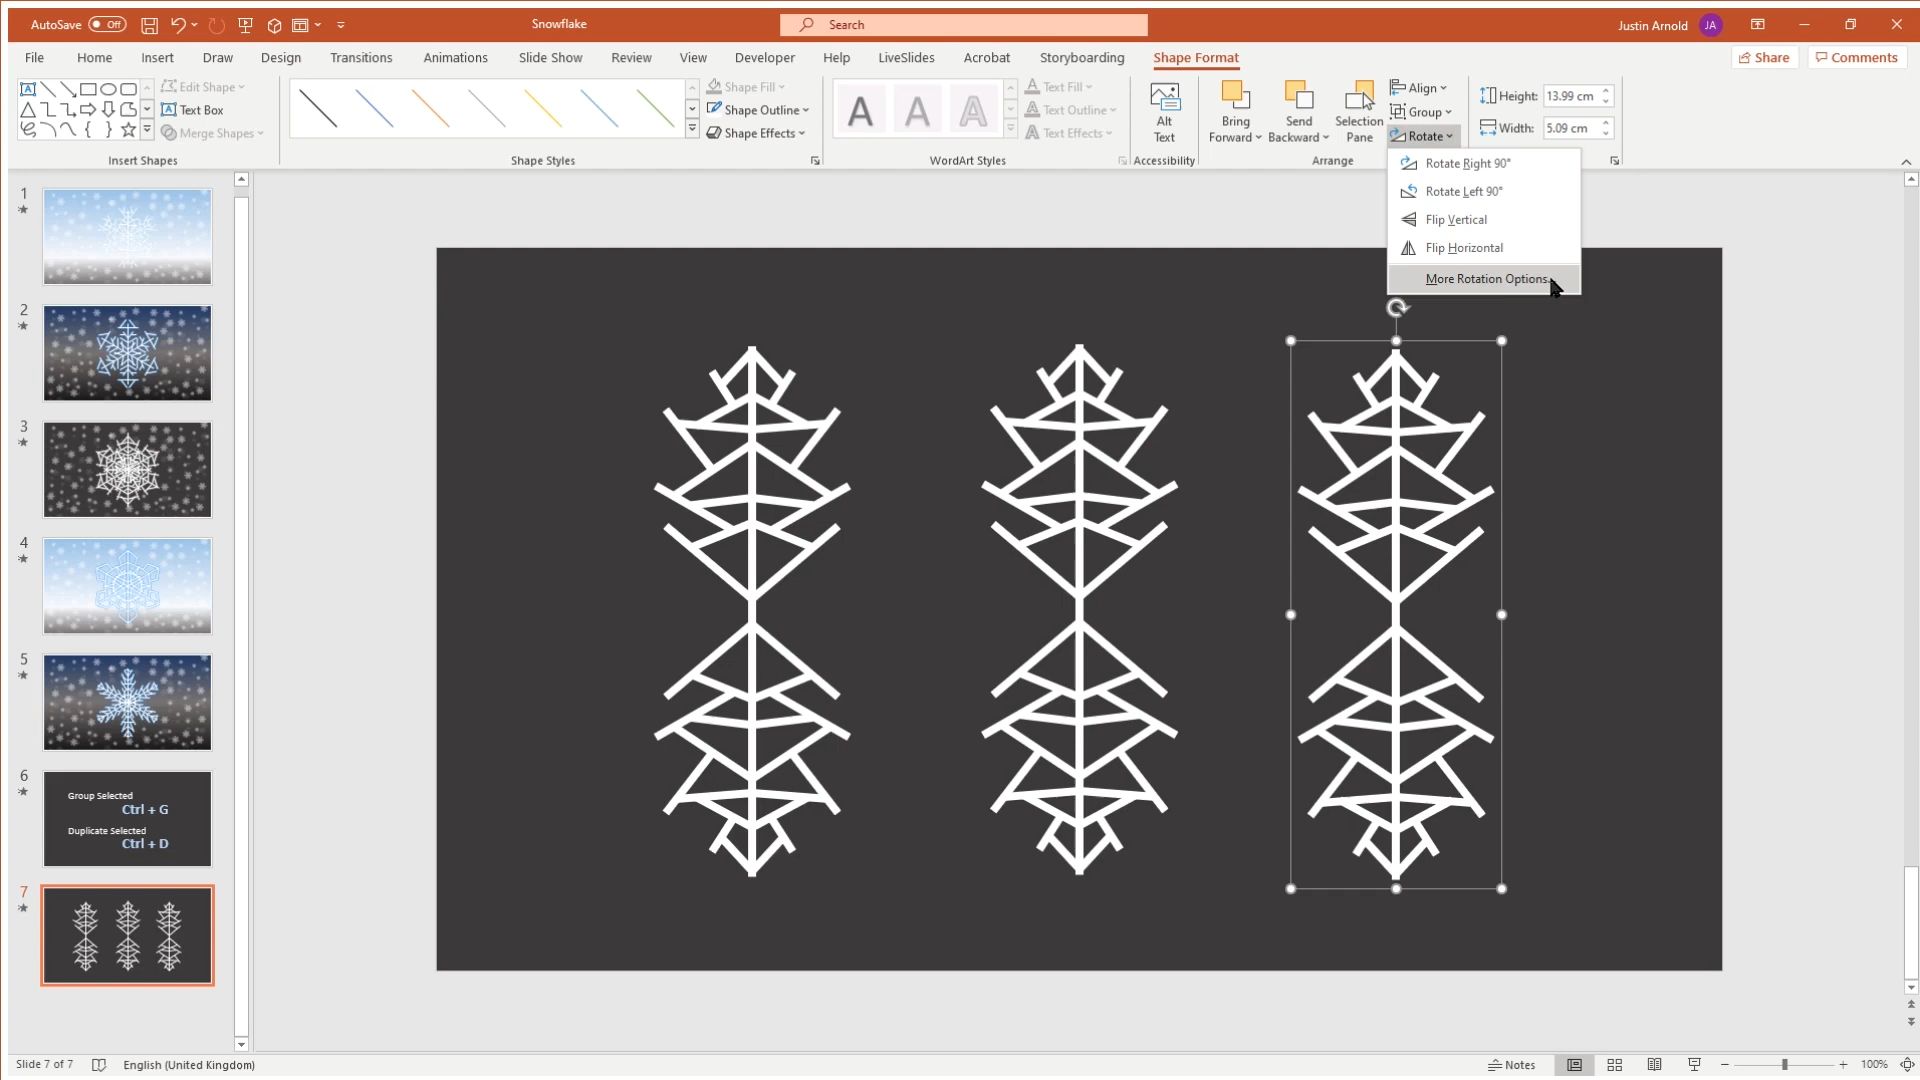 AutoSave Off Snowflake Search Justin Arnold JA
File Home Insert Draw Design Transitions Animations Slide Show Review View Developer Help LiveSlides Acrobat Storyboarding Shape Format Share Comments
Edit Shape
Text Box
Merge Shapes
Insert Shapes
Shape Fill
Shape Outline
Shape Effects
Shape Styles
A A A
Text Fill
Text Outline
Text Effects
WordArt Styles
Alt
Text
Accessibility
Bring
Forward
Send
Backward
Selection
Pane
Align
Group
Rotate
Arrange
Height: 13.99 cm
Width: 5.09 cm
Rotate Right 90°
Rotate Left 90°
Flip Vertical
Flip Horizontal
More Rotation Options...
1
2
3
4
5
6
Group Selected
Ctrl + G
Duplicate Selected
Ctrl + D
7
Slide 7 of 7 English (United Kingdom) Notes 100%